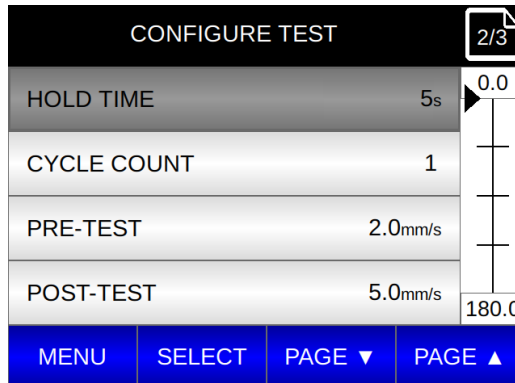 CONFIGURE TEST
2/3
HOLD TIME 5s
0.0
CYCLE COUNT 1
PRE-TEST 2.0mm/s
POST-TEST 5.0mm/s
180.0
MENU SELECT PAGE ▼ PAGE ▲